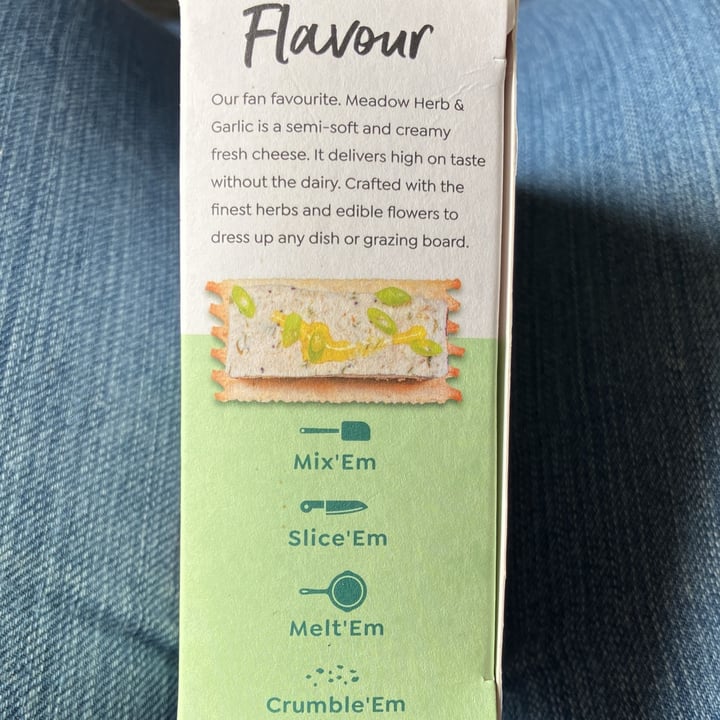 Flavour
Our fan favourite. Meadow Herb &
Garlic is a semi-soft and creamy
fresh cheese. It delivers high on taste
without the dairy. Crafted with the
finest herbs and edible flowers to
dress up any dish or grazing board.
Mix'Em
Slice'Em
Melt'Em
Crumble'Em